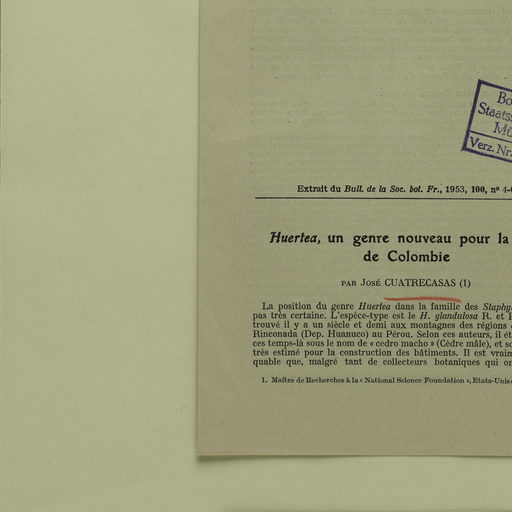 Staats
Verz. Nr.
Extrait du Bull. de la Soc. bot. Fr., 1953, 100, nº 4-
Huertea, un genre nouveau pour la
de Colombie
PAR José CUATRECASAS (1)
La position du genre Huertea dans la famille des Staphy
pas très certaine. L'espèce-type est le H. glandulosa R. et
trouvé il y a un siècle et demi aux montagnes des régions
Rinconada (Dep. Huanuco) au Pérou. Selon ces auteurs, il
ces temps-là sous le nom de « cedro macho » (Cèdre mâle), et
très estimé pour la construction des bâtiments. Il est
quable que, malgré tant de collecteurs botaniques qui
1. Maître de Recherches à la « National Science Foundation », Etats-Unis